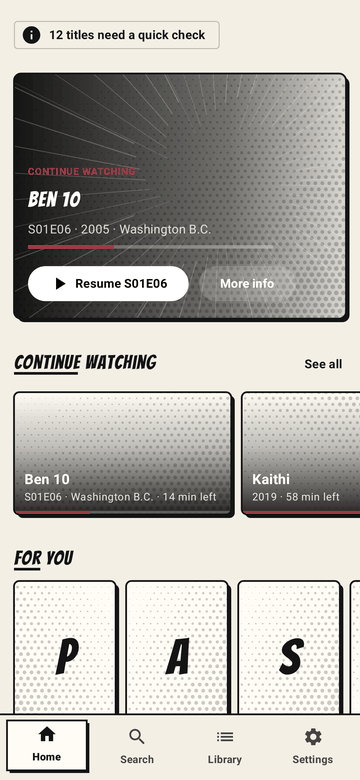 12 titles need a quick check
CONTINUE WATCHING
BEN 10
S01E06 · 2005 · Washington B.C.
Resume S01E06
More info
CONTINUE WATCHING
See all
Ben 10
S01E06 · Washington B.C. · 14 min left
Kaithi
2019 · 58 min left
FOR YOU
P
A
S
Home
Search
Library
Settings